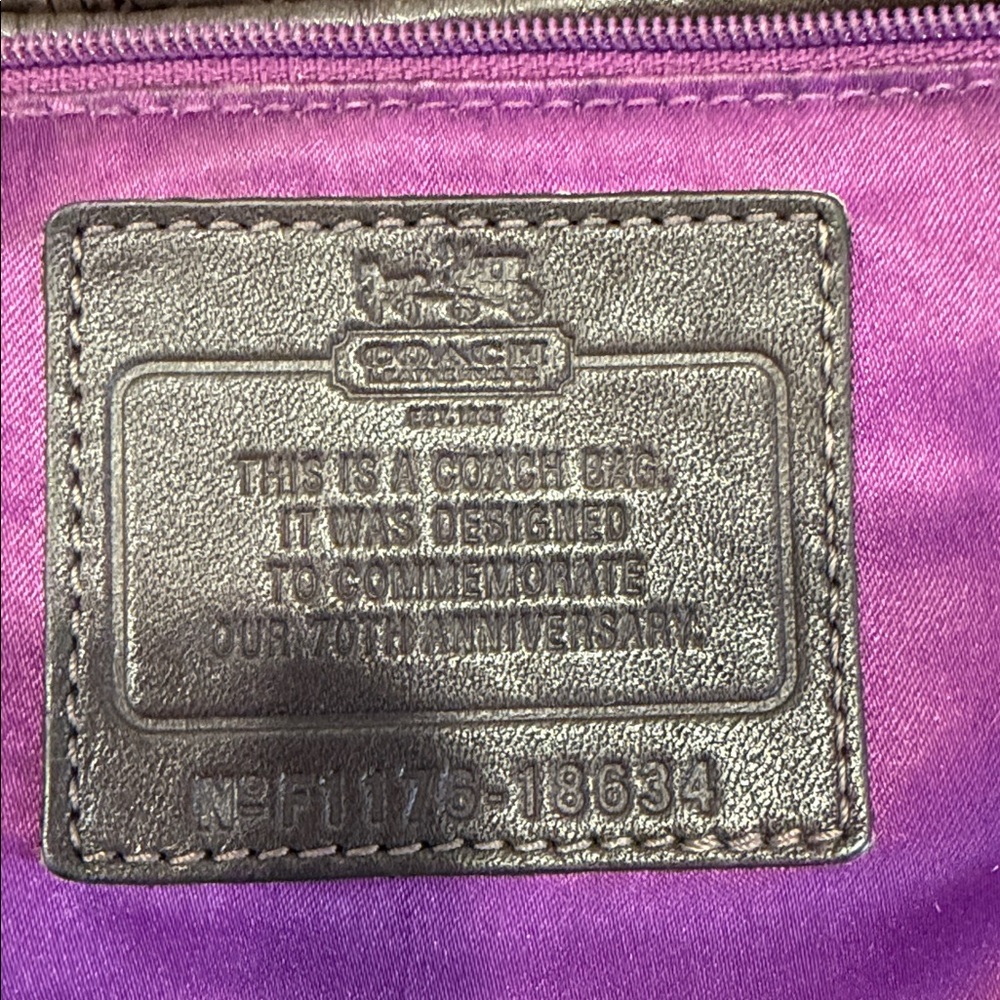 COACH
EST. 1941
THIS IS A COACH BAG.
IT WAS DESIGNED
TO COMMEMORATE
OUR 70TH ANNIVERSARY.
Nº F1176-18634